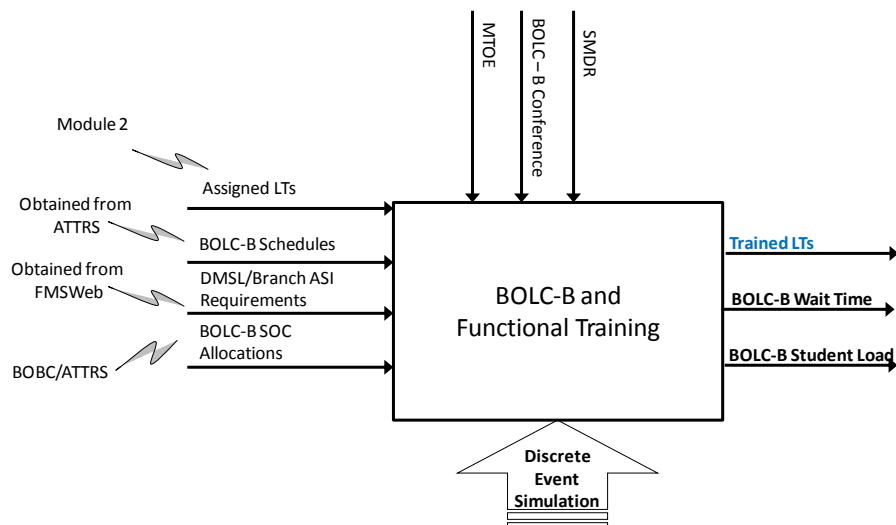 MTOE
BOLC – B Conference
SMDR
Module 2
Assigned LTs
Obtained from
ATTRS
BOLC-B Schedules
Obtained from
FMSWeb
DMSL/Branch ASI
Requirements
BOLC-B SOC
Allocations
BOBC/ATTRS
BOLC-B and
Functional Training
Trained LTs
BOLC-B Wait Time
BOLC-B Student Load
Discrete
Event
Simulation